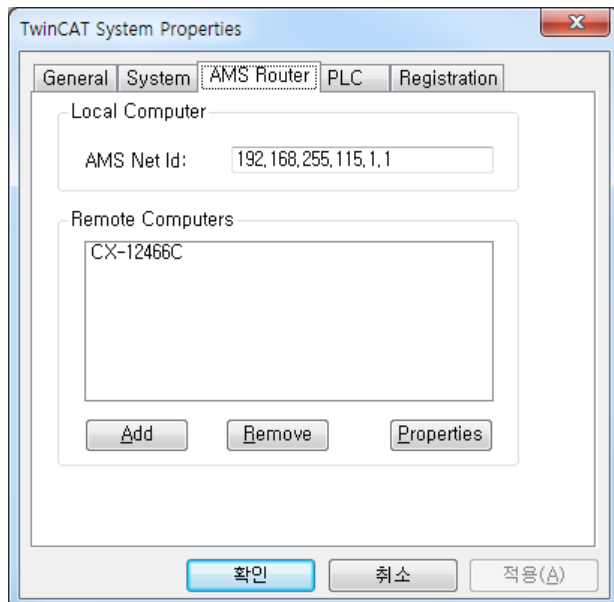 TwinCAT System Properties
General System AMS Router PLC Registration
Local Computer
AMS Net Id: 192.168.255.115.1.1
Remote Computers
CX-12466C
Add Remove Properties
확인 취소 적용(A)